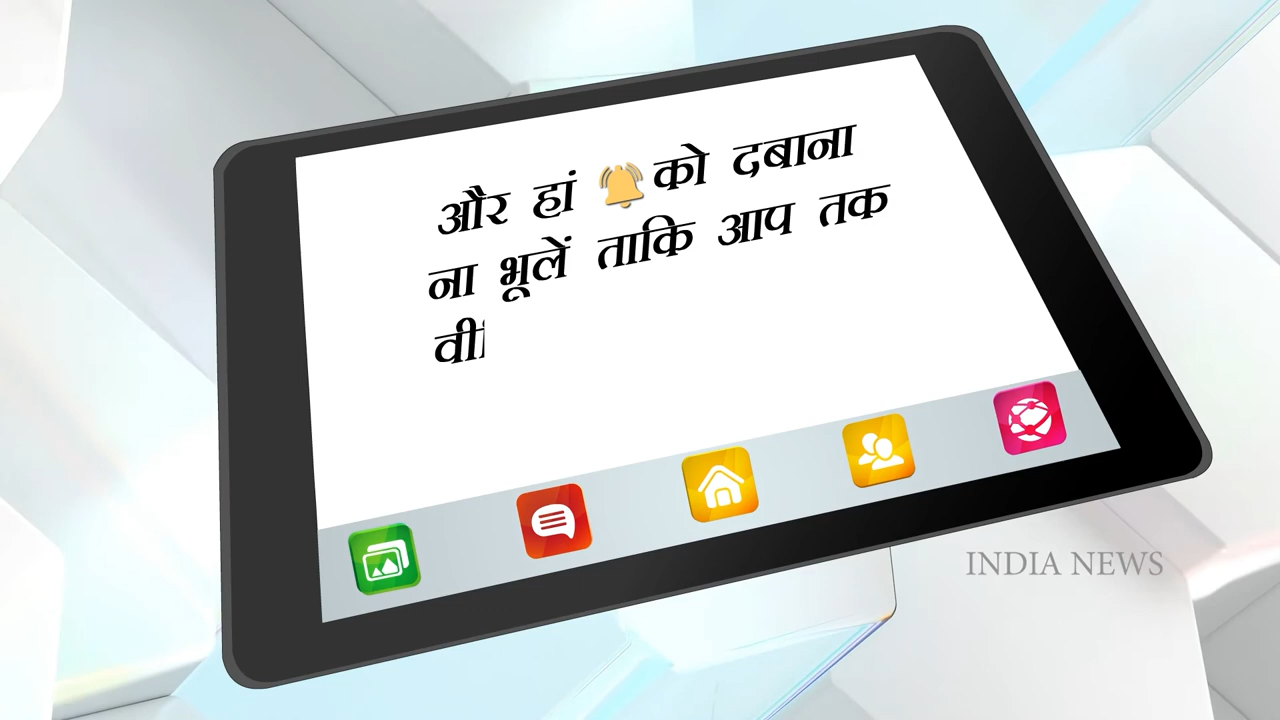 और हां 🔔 को दबाना
ना भूलें ताकि आप तक
INDIA NEWS